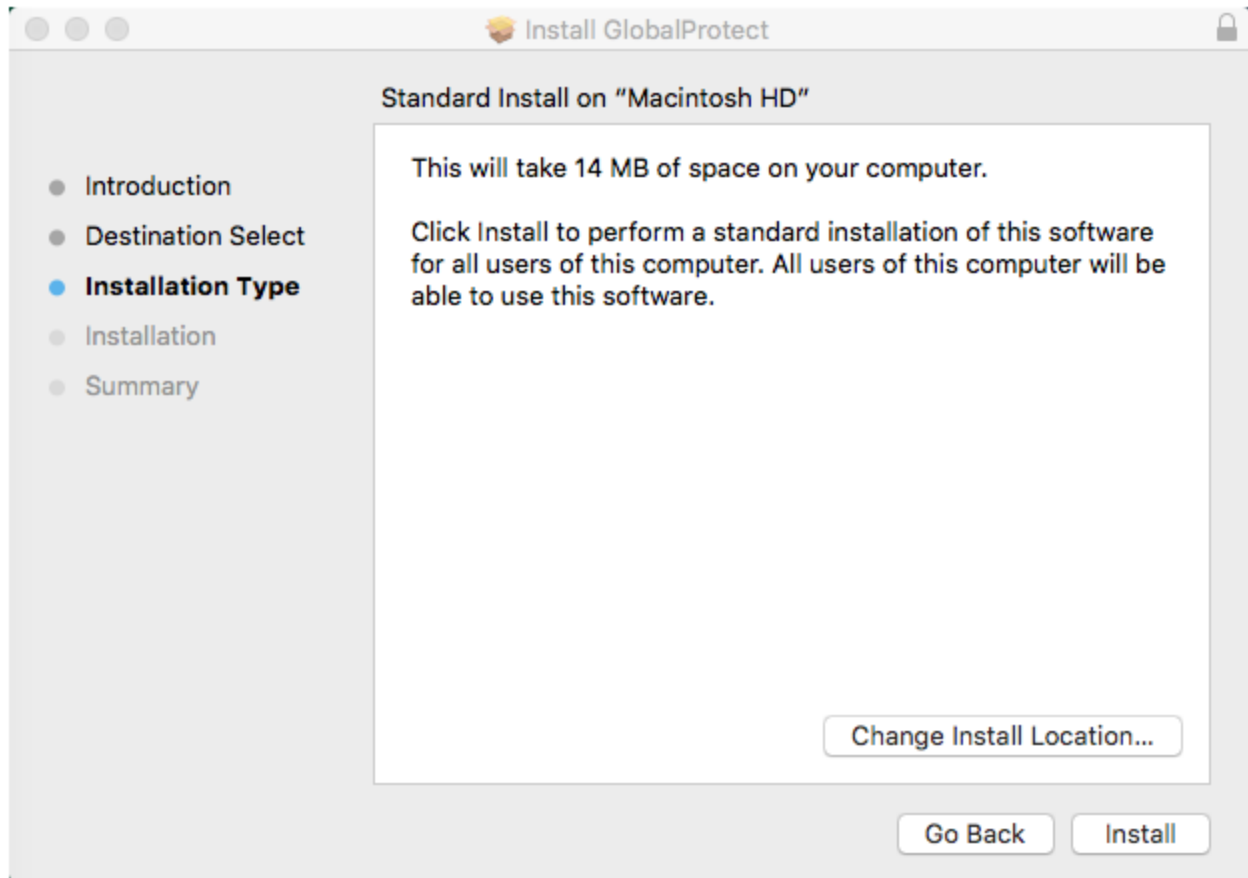 Install GlobalProtect
Standard Install on “Macintosh HD”
Introduction
Destination Select
Installation Type
Installation
Summary
This will take 14 MB of space on your computer.
Click Install to perform a standard installation of this software
for all users of this computer. All users of this computer will be
able to use this software.
Change Install Location...
Go Back
Install